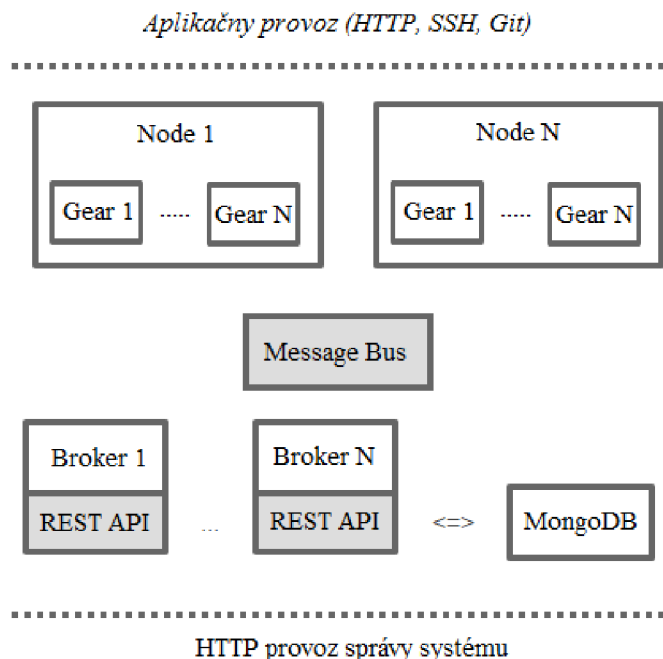 Aplikačny provoz (HTTP, SSH, Git)
Node 1
Node N
Gear 1 ..... Gear N
Gear 1 ..... Gear N
Message Bus
Broker 1
Broker N
REST API ... REST API <=> MongoDB
HTTP provoz správy systému